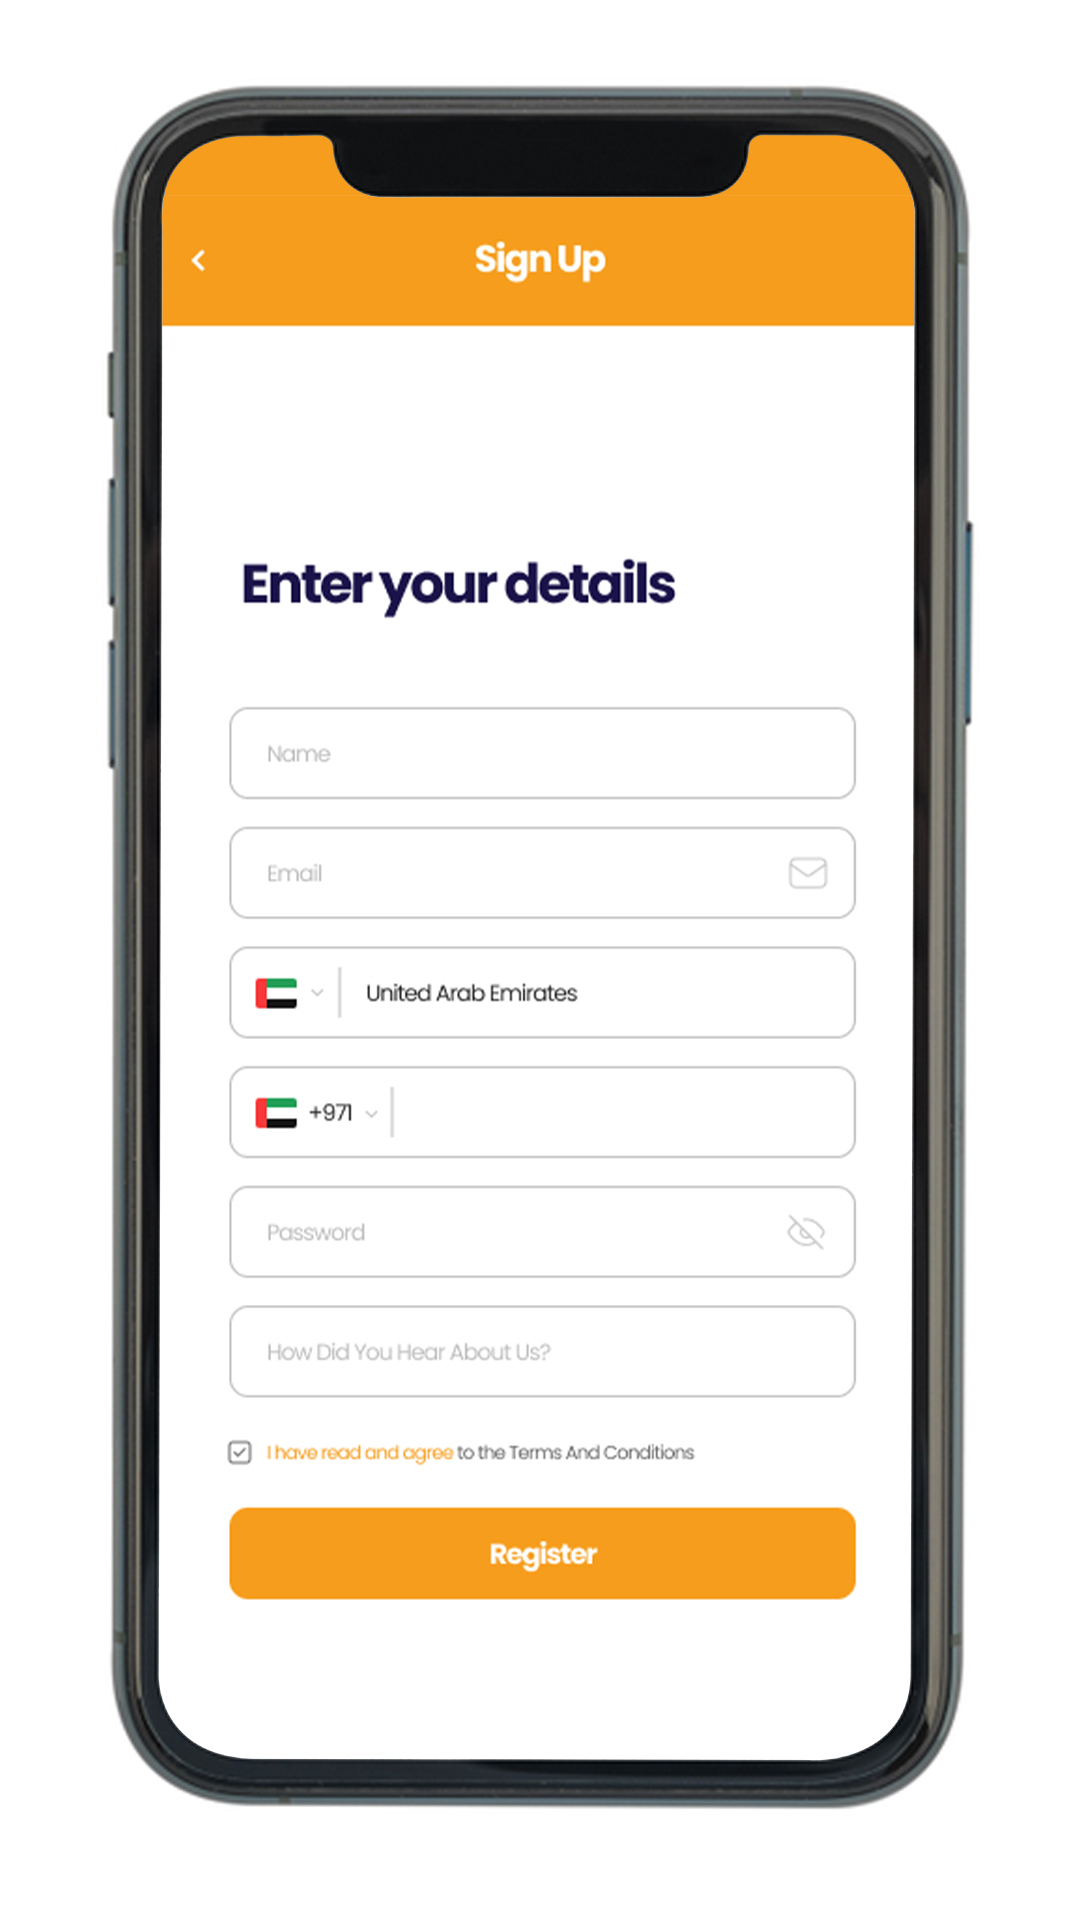 Sign Up
Enter your details
Name
Email
United Arab Emirates
+971
Password
How Did You Hear About Us?
I have read and agree to the Terms And Conditions
Register